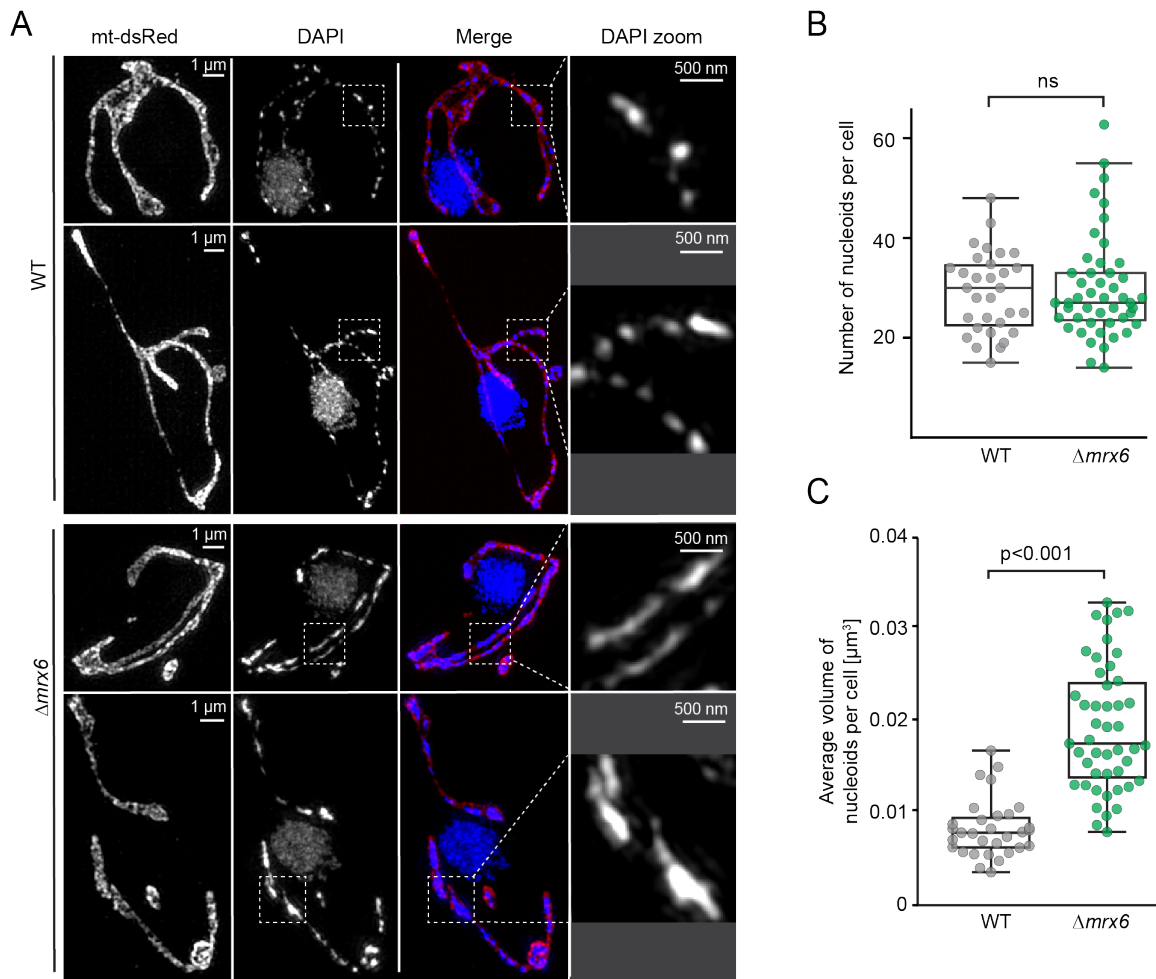 A
mt-dsRed DAPI Merge DAPI zoom
WT
1 µm 500 nm
1 µm 500 nm
Δmrx6
1 µm 500 nm
1 µm 500 nm
B
ns
Number of nucleoids per cell
60
40
20
WT Δmrx6
C
p<0.001
Average volume of
nucleoids per cell [µm³]
0.04
0.03
0.02
0.01
0
WT Δmrx6